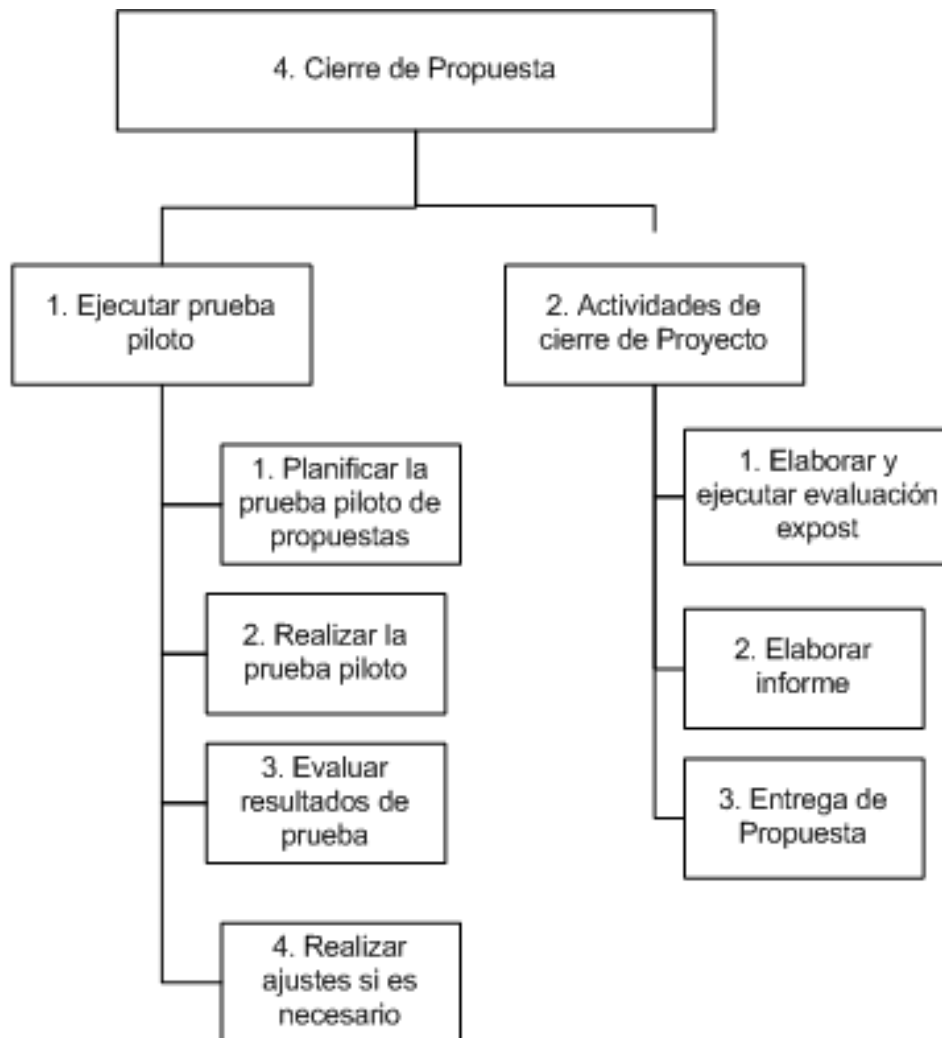 4. Cierre de Propuesta
1. Ejecutar prueba
piloto
1. Planificar la
prueba piloto de
propuestas
2. Realizar la
prueba piloto
3. Evaluar
resultados de
prueba
4. Realizar
ajustes si es
necesario
2. Actividades de
cierre de Proyecto
1. Elaborar y
ejecutar evaluación
expost
2. Elaborar
informe
3. Entrega de
Propuesta